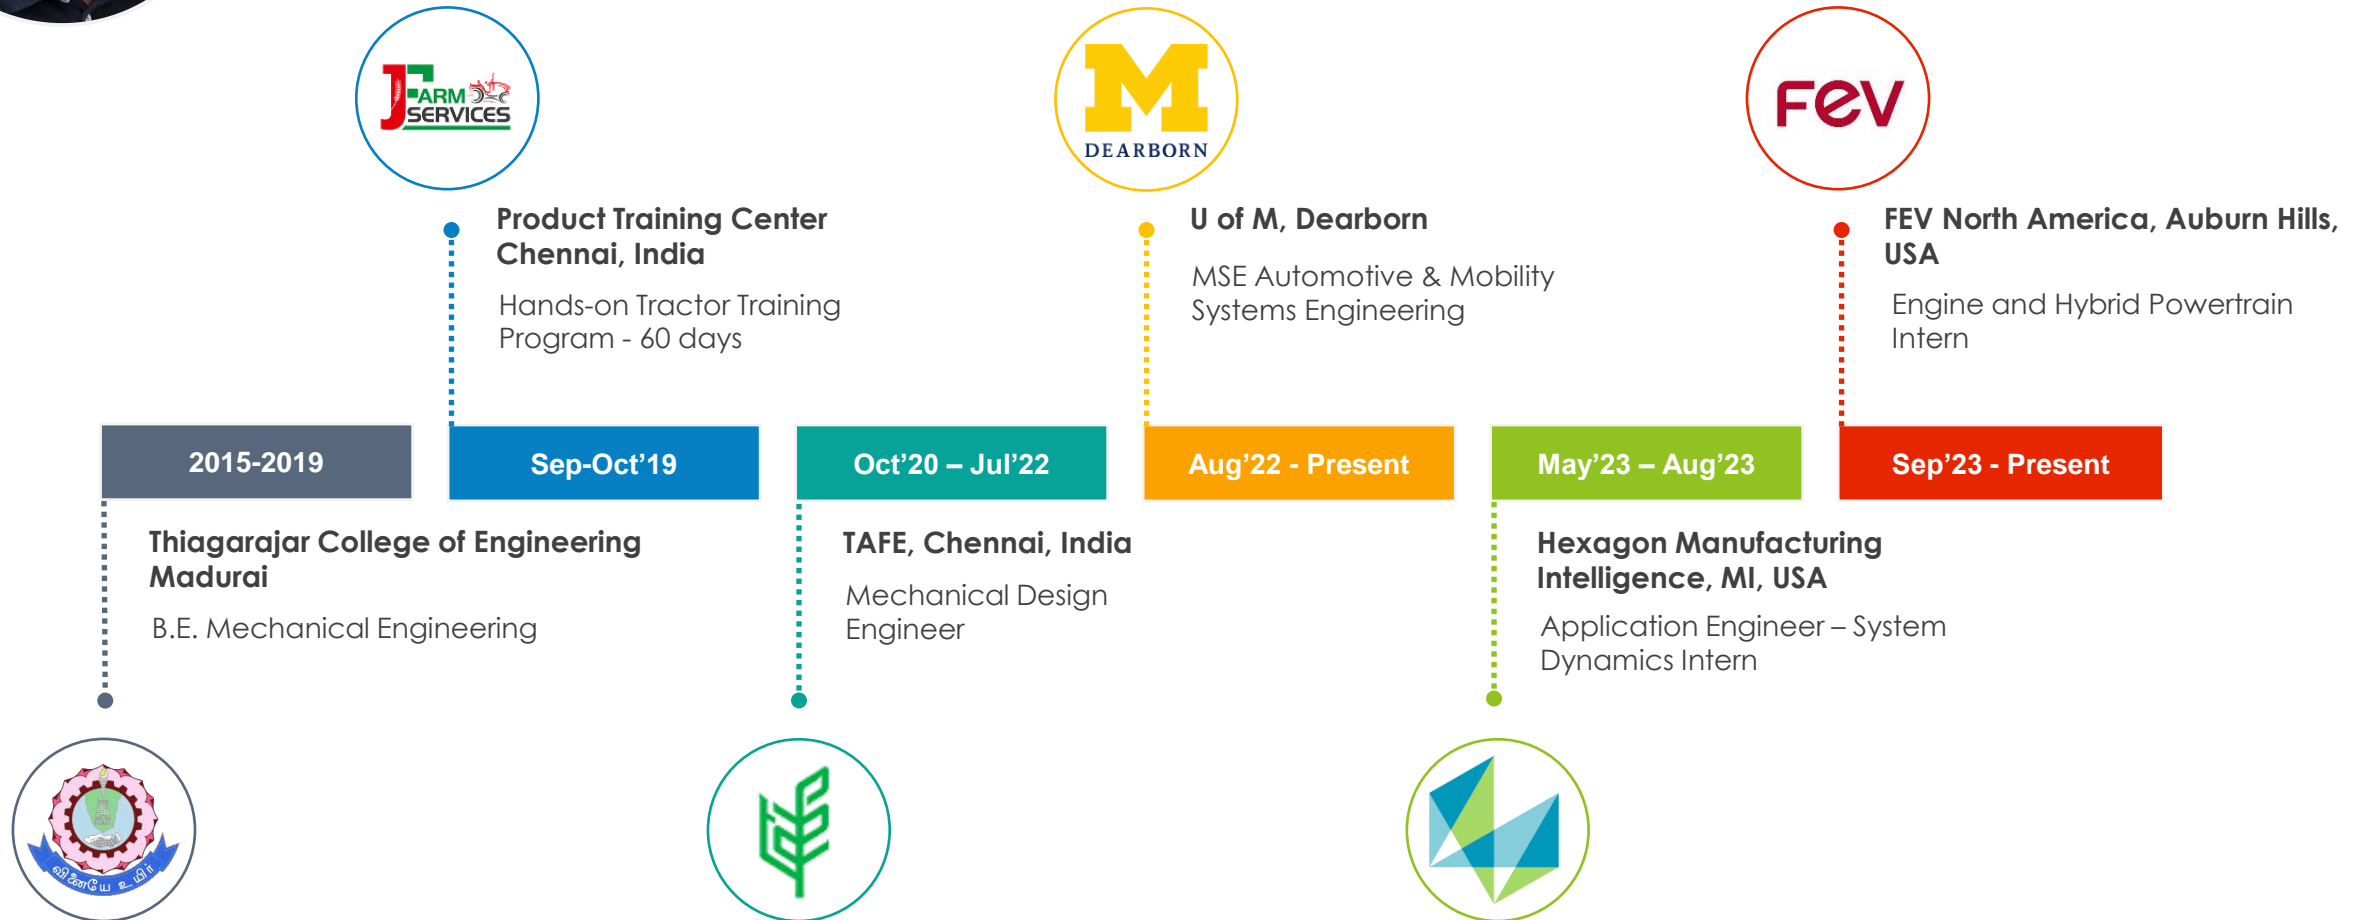 JFARM
SERVICES
M
DEARBORN
FEV
Product Training Center
Chennai, India
Hands-on Tractor Training
Program - 60 days
U of M, Dearborn
MSE Automotive & Mobility
Systems Engineering
FEV North America, Auburn Hills,
USA
Engine and Hybrid Powertrain
Intern
2015-2019
Sep-Oct’19
Oct’20 – Jul’22
Aug’22 - Present
May’23 – Aug’23
Sep’23 - Present
Thiagarajar College of Engineering
Madurai
B.E. Mechanical Engineering
TAFE, Chennai, India
Mechanical Design
Engineer
Hexagon Manufacturing
Intelligence, MI, USA
Application Engineer – System
Dynamics Intern
வினையே உயிர்
tafe